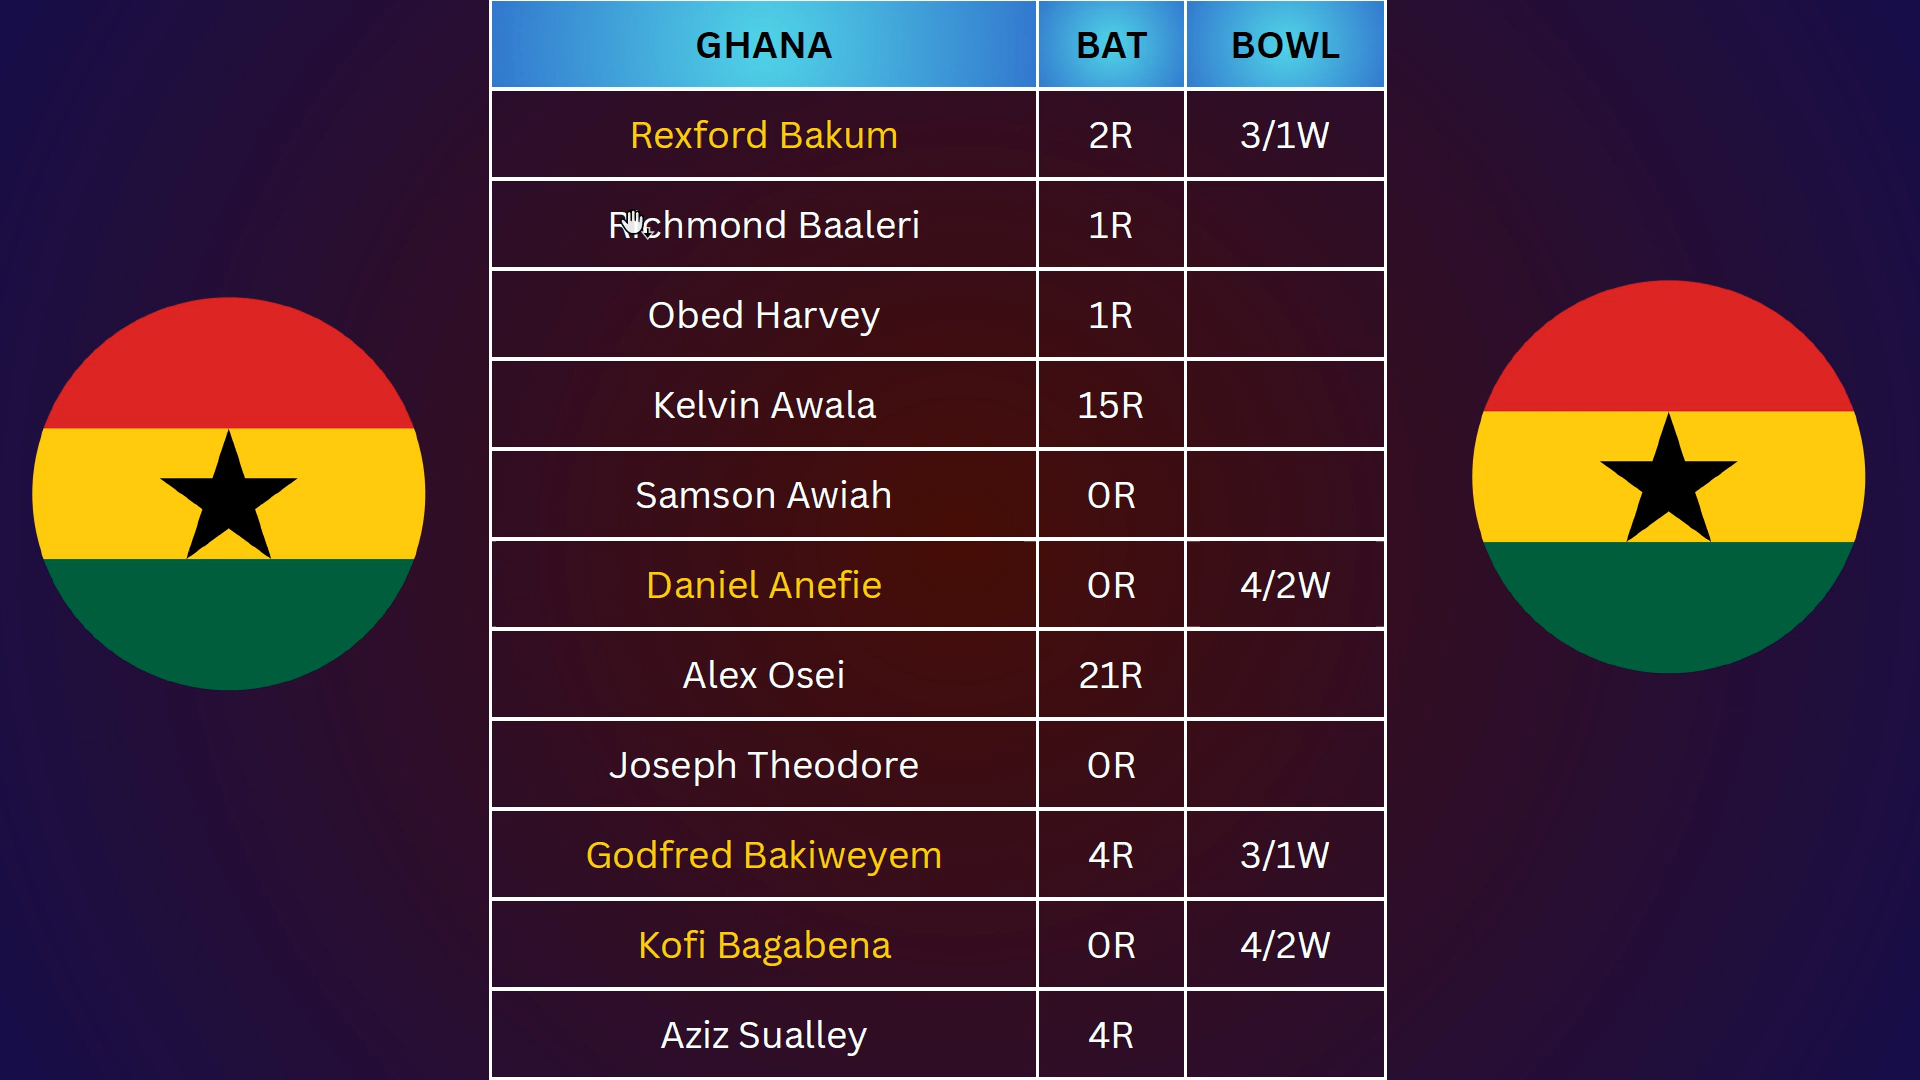 GHANA BAT BOWL
Rexford Bakum 2R 3/1W
Richmond Baaleri 1R
Obed Harvey 1R
Kelvin Awala 15R
Samson Awiah 0R
Daniel Anefie 0R 4/2W
Alex Osei 21R
Joseph Theodore 0R
Godfred Bakiweyem 4R 3/1W
Kofi Bagabena 0R 4/2W
Aziz Sualley 4R